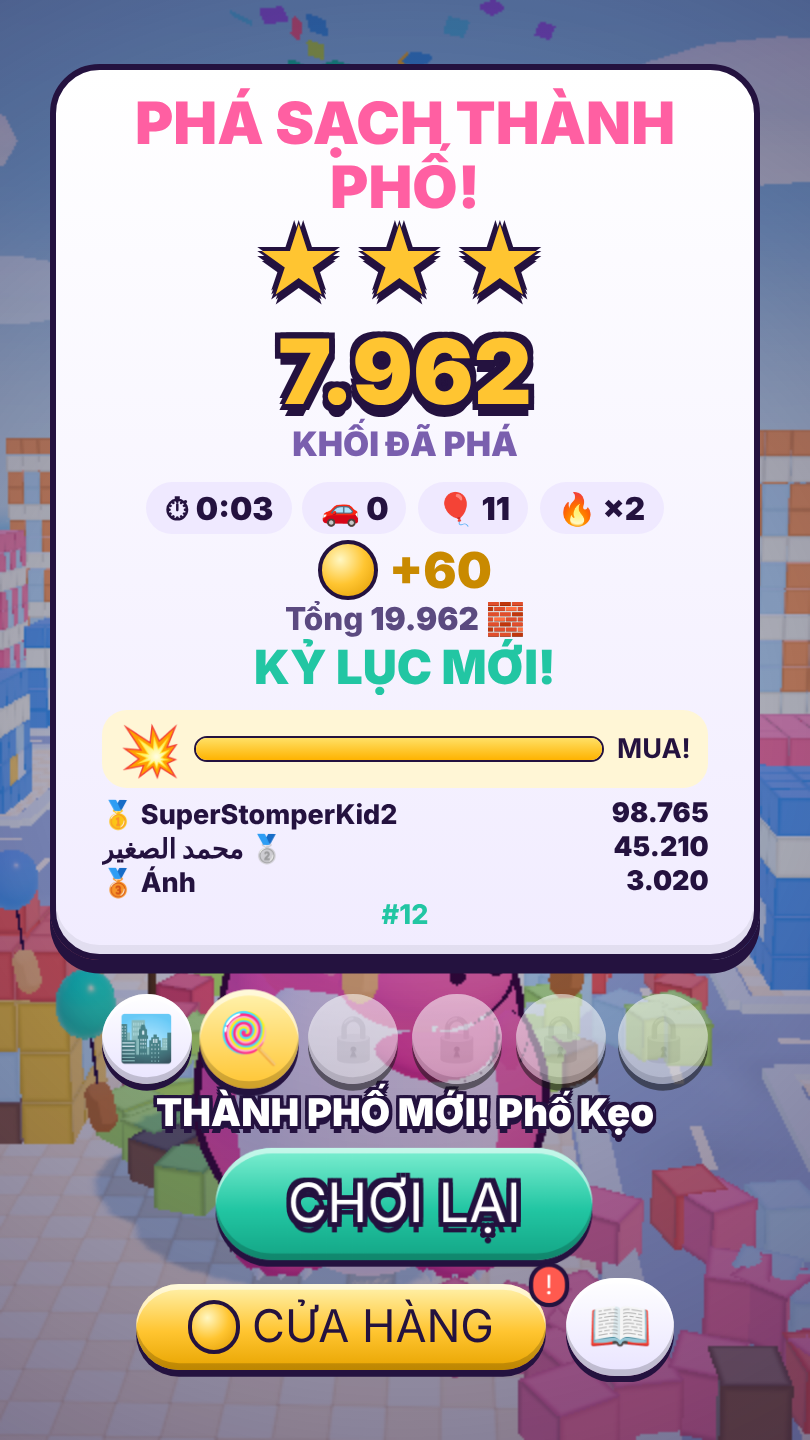 PHÁ SẠCH THÀNH
PHỐ!
7.962
KHỐI ĐÃ PHÁ
⏱ 0:03 🚗 0 🎈 11 🔥 ×2
+60
Tổng 19.962 🧱
KỶ LỤC MỚI!
💥 MUA!
🥇 SuperStomperKid2 98.765
🥈 محمد الصغير 45.210
🥉 Ánh 3.020
#12
THÀNH PHỐ MỚI! Phố Kẹo
CHƠI LẠI
!
CỬA HÀNG